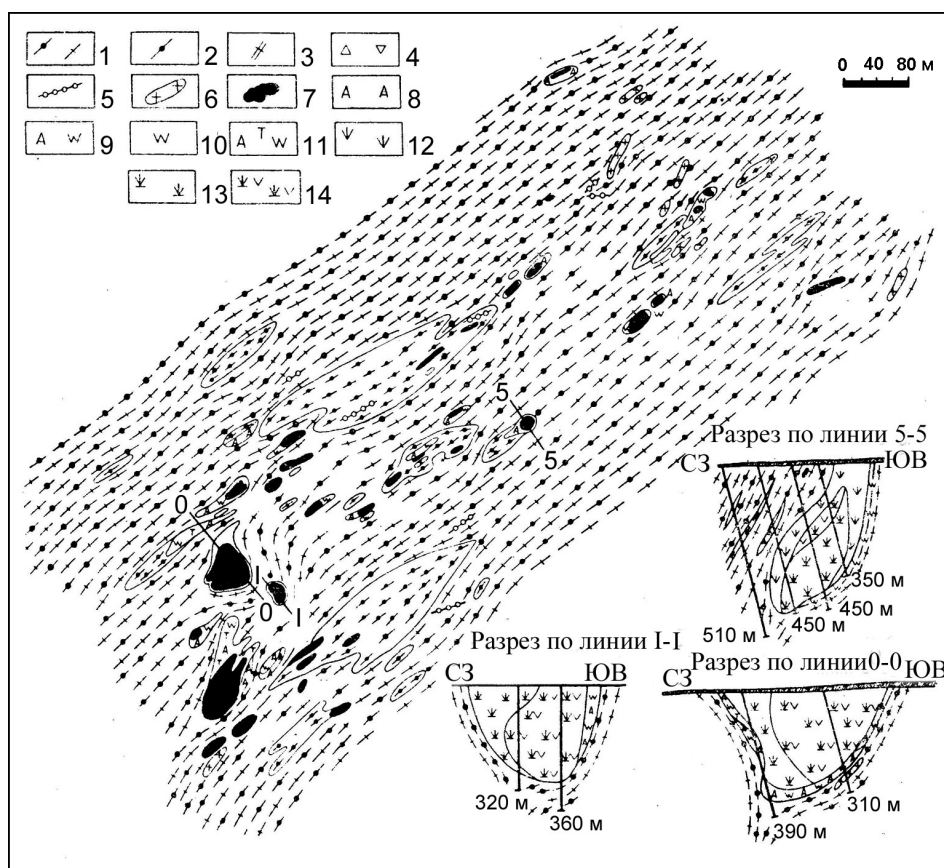 1 2 3 4
5 6 7 A A 8
A W 9 W 10 A T W 11 12
13 14
0 40 80 м
5
5
0
0
I
I
Разрез по линии 5-5
СЗ ЮВ
350 м
450 м
450 м
510 м
Разрез по линии I-I
СЗ ЮВ
320 м
360 м
Разрез по линии0-0
СЗ ЮВ
310 м
390 м